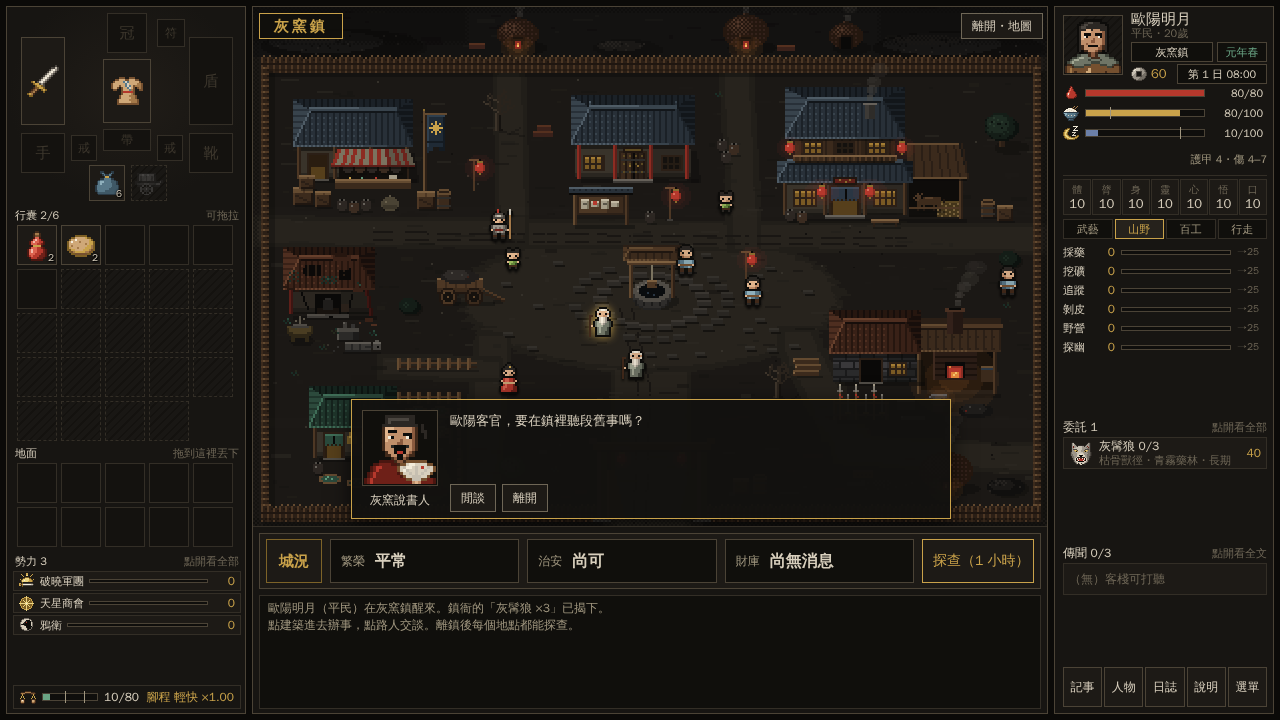 冠
符
盾
手
戒
帶
戒
靴
6
行囊 2/6
可拖拉
2
2
地面
拖到這裡丟下
勢力 3
點開看全部
破曉軍團
0
天星商會
0
鴉衛
0
10/80
腳程 輕快 ×1.00
灰窯鎮
離開・地圖
歐陽客官，要在鎮裡聽段舊事嗎？
灰窯說書人
閒談
離開
城況
繁榮 平常
治安 尚可
財庫 尚無消息
探查（1 小時）
歐陽明月（平民）在灰窯鎮醒來。鎮衙的「灰髯狼 ×3」已揭下。
點建築進去辦事，點路人交談。離鎮後每個地點都能探查。
歐陽明月
平民・20歲
灰窯鎮
元年春
60
第 1 日 08:00
80/80
80/100
10/100
護甲 4・傷 4–7
體 膂 身 靈 心 悟 口
10 10 10 10 10 10 10
武藝
山野
百工
行走
採藥 0 →25
挖礦 0 →25
追蹤 0 →25
剝皮 0 →25
野營 0 →25
探幽 0 →25
委託 1
點開看全部
灰髯狼 0/3
枯骨獸徑・青霧藥林・長期
40
傳聞 0/3
點開看全文
（無）客棧可打聽
記事
人物
日誌
說明
選單